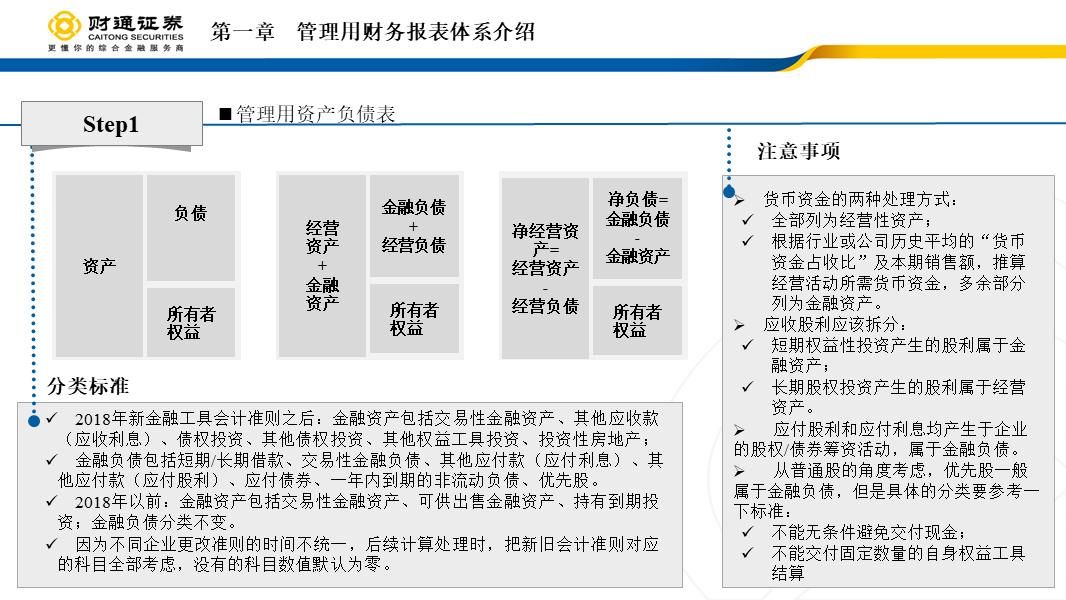 财通证券
CAITONG SECURITIES
更懂你的综合金融服务商
第一章 管理用财务报表体系介绍
Step1
■管理用资产负债表
资产
负债
所有者
权益
经营
资产
+
金融
资产
金融负债
+
经营负债
所有者
权益
净经营资
产=
经营资产
-
经营负债
净负债=
金融负债
-
金融资产
所有者
权益
分类标准
✓ 2018年新金融工具会计准则之后：金融资产包括交易性金融资产、其他应收款
（应收利息）、债权投资、其他债权投资、其他权益工具投资、投资性房地产；
✓ 金融负债包括短期/长期借款、交易性金融负债、其他应付款（应付利息）、其
他应付款（应付股利）、应付债券、一年内到期的非流动负债、优先股。
✓ 2018年以前：金融资产包括交易性金融资产、可供出售金融资产、持有到期投
资；金融负债分类不变。
✓ 因为不同企业更改准则的时间不统一，后续计算处理时，把新旧会计准则对应
的科目全部考虑，没有的科目数值默认为零。
注意事项
➢ 货币资金的两种处理方式：
✓ 全部列为经营性资产；
✓ 根据行业或公司历史平均的“货币
资金占收比”及本期销售额，推算
经营活动所需货币资金，多余部分
列为金融资产。
➢ 应收股利应该拆分：
✓ 短期权益性投资产生的股利属于金
融资产；
✓ 长期股权投资产生的股利属于经营
资产。
➢ 应付股利和应付利息均产生于企业
的股权/债券筹资活动，属于金融负债。
➢ 从普通股的角度考虑，优先股一般
属于金融负债，但是具体的分类要参考一
下标准：
✓ 不能无条件避免交付现金；
✓ 不能交付固定数量的自身权益工具
结算